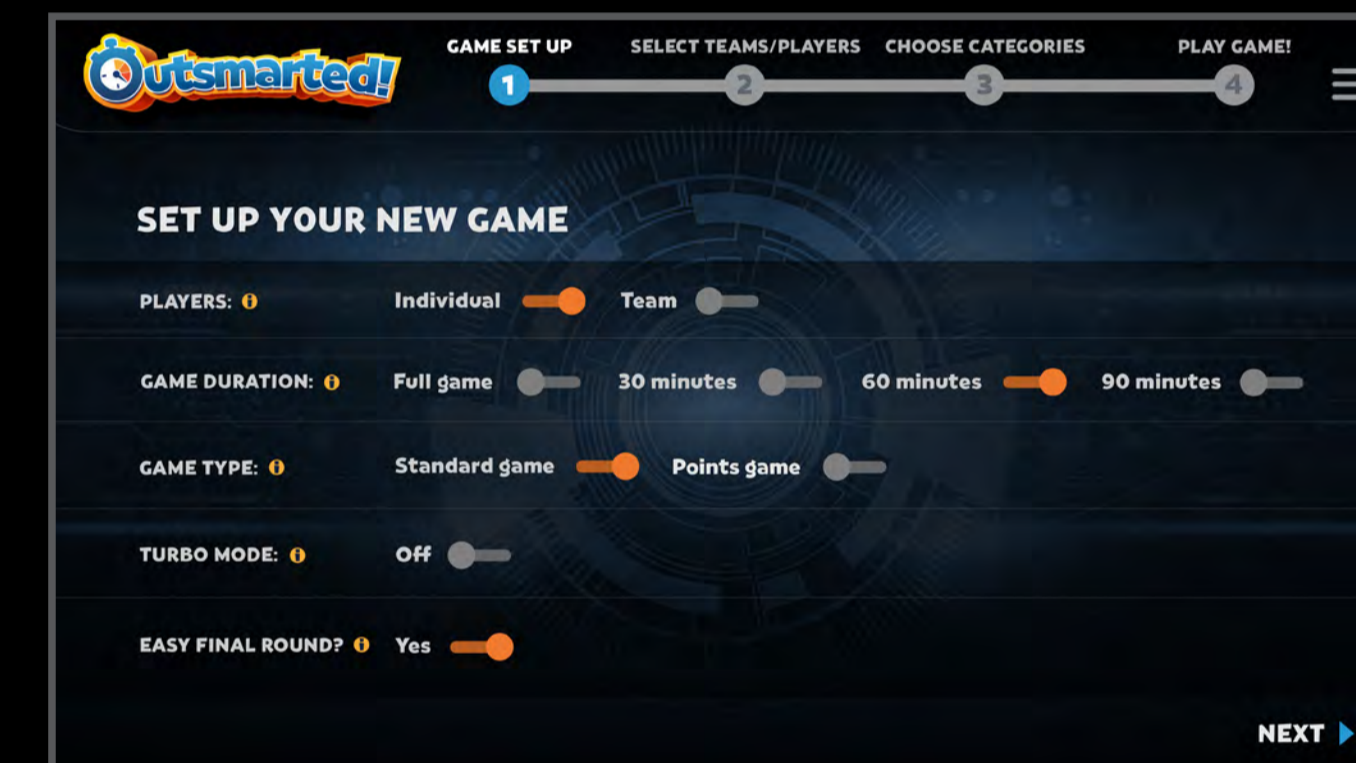 Outsmarted!
GAME SET UP SELECT TEAMS/PLAYERS CHOOSE CATEGORIES PLAY GAME!
1 2 3 4
SET UP YOUR NEW GAME
PLAYERS: i Individual Team
GAME DURATION: i Full game 30 minutes 60 minutes 90 minutes
GAME TYPE: i Standard game Points game
TURBO MODE: i Off
EASY FINAL ROUND? i Yes
NEXT